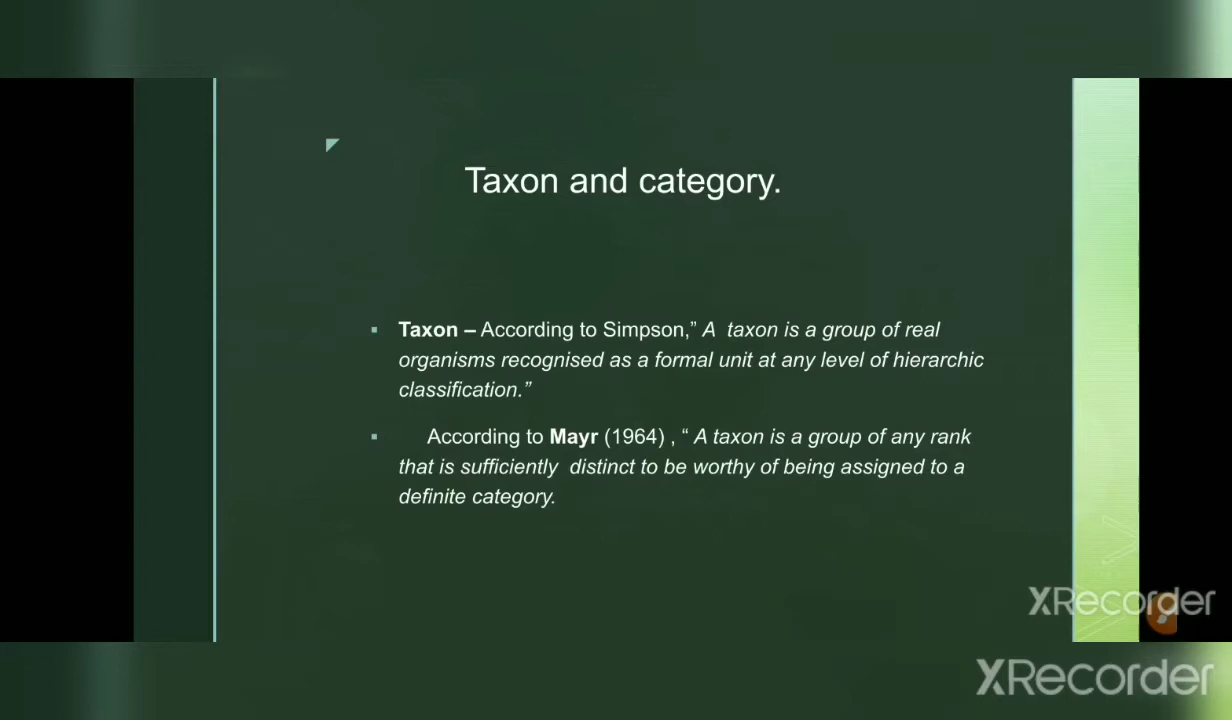 Taxon and category.
▪ Taxon – According to Simpson,” A taxon is a group of real
organisms recognised as a formal unit at any level of hierarchic
classification.”
▪ According to Mayr (1964) , “ A taxon is a group of any rank
that is sufficiently distinct to be worthy of being assigned to a
definite category.
XRecorder
XRecorder